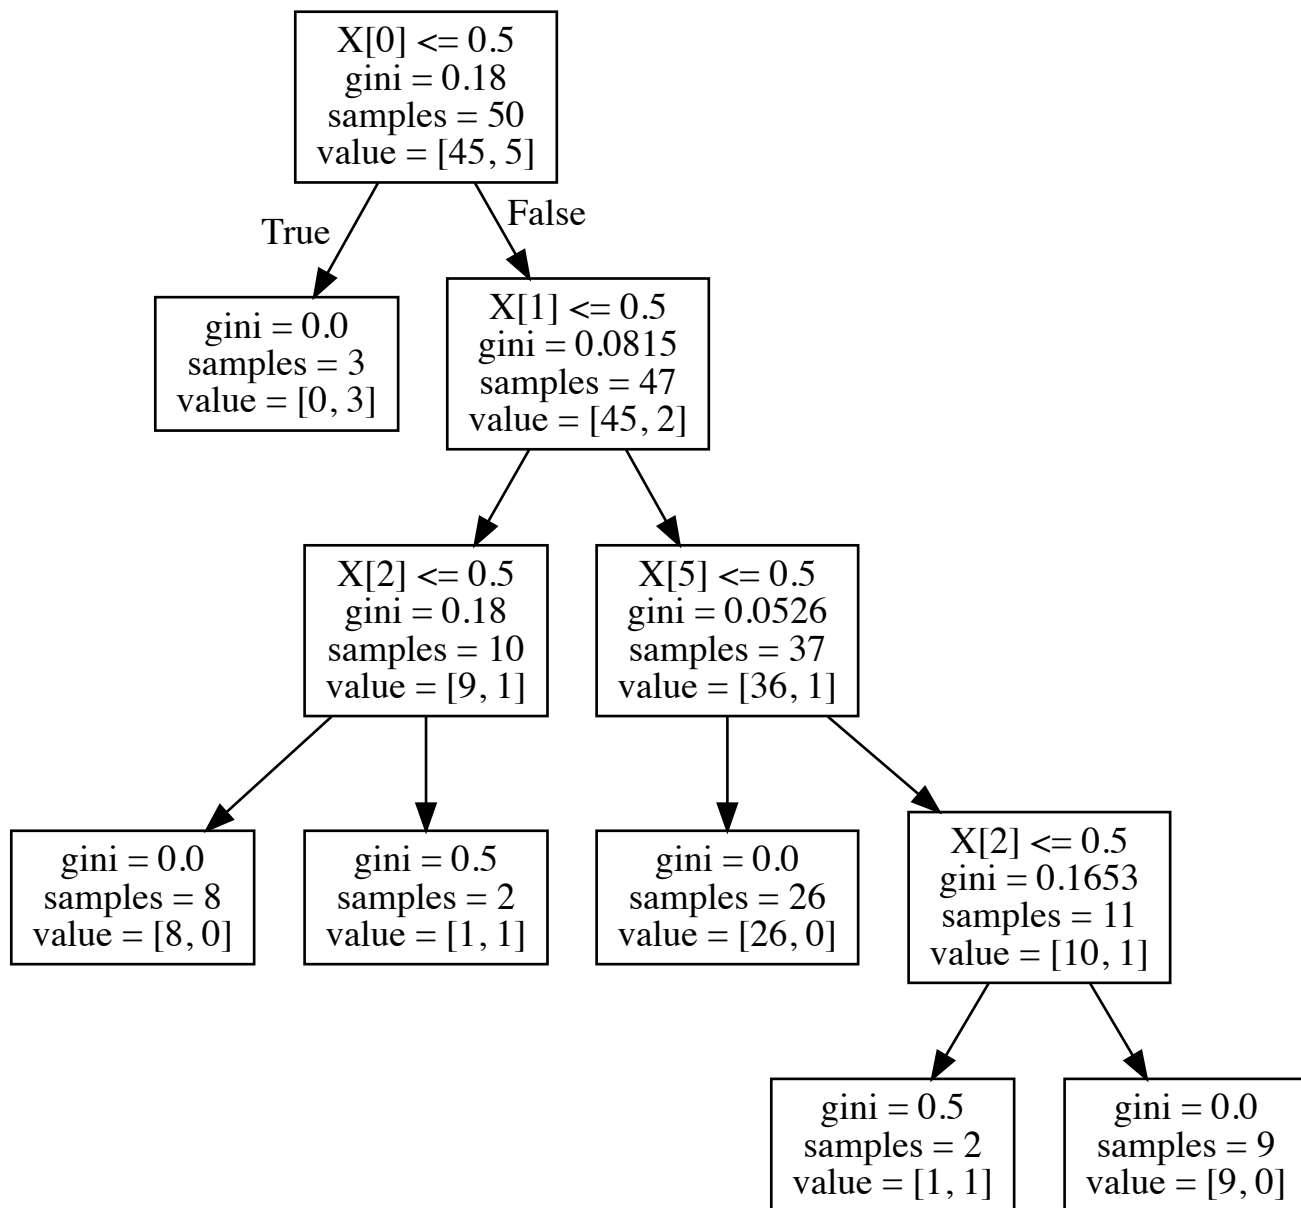 X[0] <= 0.5
gini = 0.18
samples = 50
value = [45, 5]
True
False
gini = 0.0
samples = 3
value = [0, 3]
X[1] <= 0.5
gini = 0.0815
samples = 47
value = [45, 2]
X[2] <= 0.5
gini = 0.18
samples = 10
value = [9, 1]
X[5] <= 0.5
gini = 0.0526
samples = 37
value = [36, 1]
gini = 0.0
samples = 8
value = [8, 0]
gini = 0.5
samples = 2
value = [1, 1]
gini = 0.0
samples = 26
value = [26, 0]
X[2] <= 0.5
gini = 0.1653
samples = 11
value = [10, 1]
gini = 0.5
samples = 2
value = [1, 1]
gini = 0.0
samples = 9
value = [9, 0]